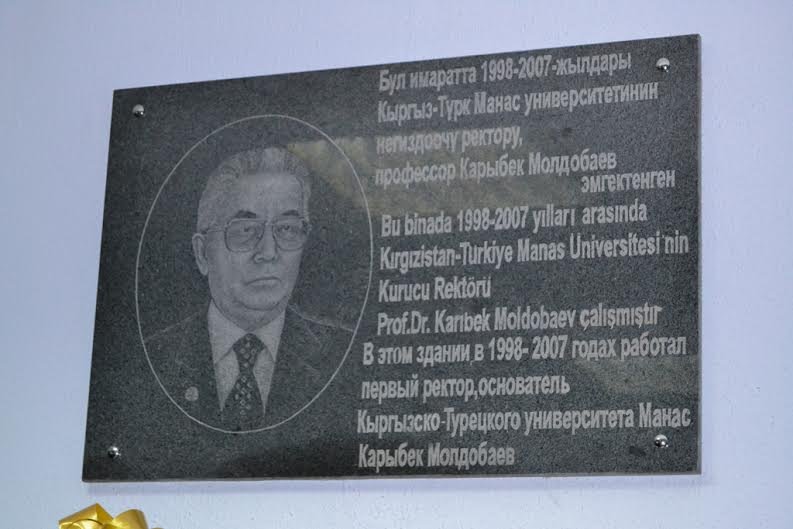 Бул имаратта 1998-2007-жылдары
Кыргыз-Түрк Манас университетинин
негиздөөчү ректору,
профессор Карыбек Молдобаев
эмгектенген
Bu binada 1998-2007 yılları arasında
Kırgızistan-Turkiye Manas Üniversitesi'nin
Kurucu Rektörü
Prof.Dr. Karıbek Moldobaev çalışmıştır
В этом здании в 1998- 2007 годах работал
первый ректор,основатель
Кыргызско-Турецкого университета Манас
Карыбек Молдобаев